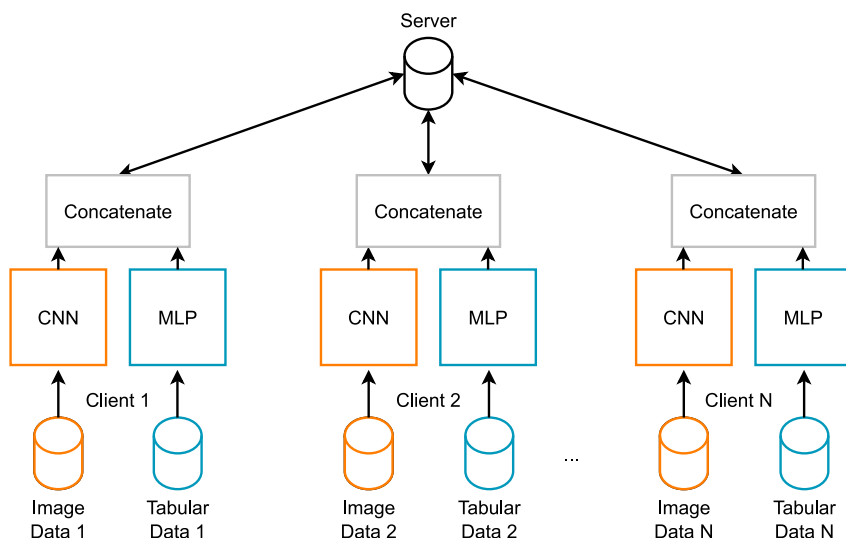 Server
Concatenate
Concatenate
Concatenate
CNN
MLP
CNN
MLP
CNN
MLP
Client 1
Client 2
Client N
...
Image
Data 1
Tabular
Data 1
Image
Data 2
Tabular
Data 2
Image
Data N
Tabular
Data N